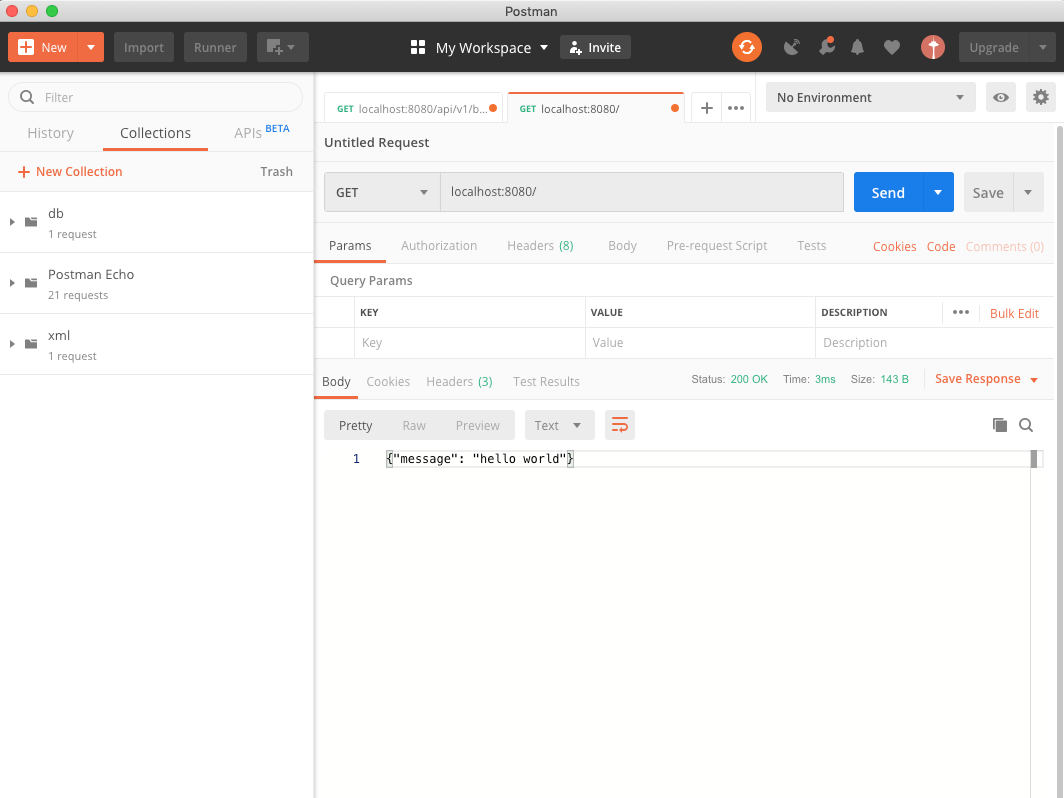 Postman
New Import Runner My Workspace Invite Upgrade
Filter
History Collections APIs BETA
New Collection Trash
db
1 request
Postman Echo
21 requests
xml
1 request
GET localhost:8080/api/v1/b... GET localhost:8080/ No Environment
Untitled Request
GET localhost:8080/ Send Save
Params Authorization Headers (8) Body Pre-request Script Tests Cookies Code Comments (0)
Query Params
KEY VALUE DESCRIPTION Bulk Edit
Key Value Description
Body Cookies Headers (3) Test Results Status: 200 OK Time: 3ms Size: 143 B Save Response
Pretty Raw Preview Text
1 {"message": "hello world"}